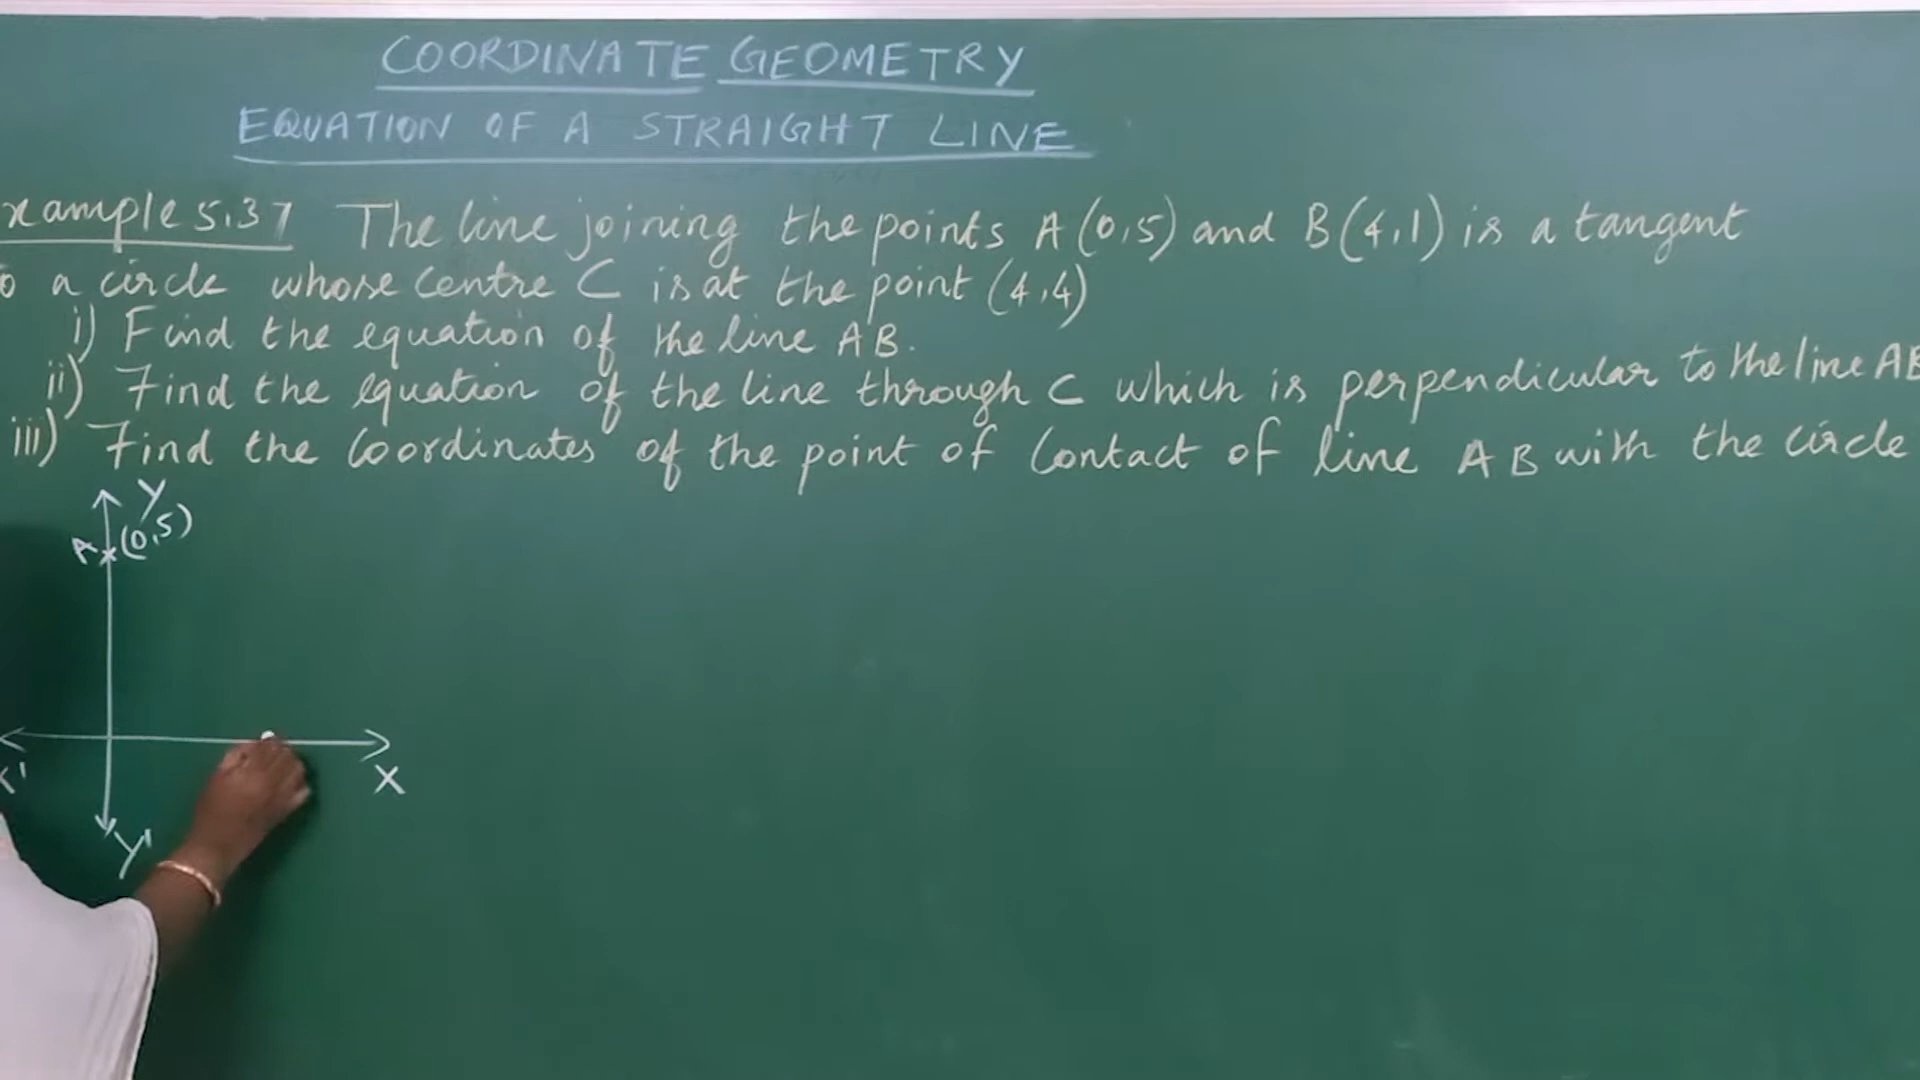 COORDINATE GEOMETRY
EQUATION OF A STRAIGHT LINE
xample 5.37 The line joining the points A (0,5) and B (4,1) is a tangent
o a circle whose centre C is at the point (4,4)
i) Find the equation of the line AB.
ii) Find the equation of the line through C which is perpendicular to the line AB
iii) Find the Coordinates of the point of Contact of line AB with the circle
Y
A (0,5)
X'
X
Y'